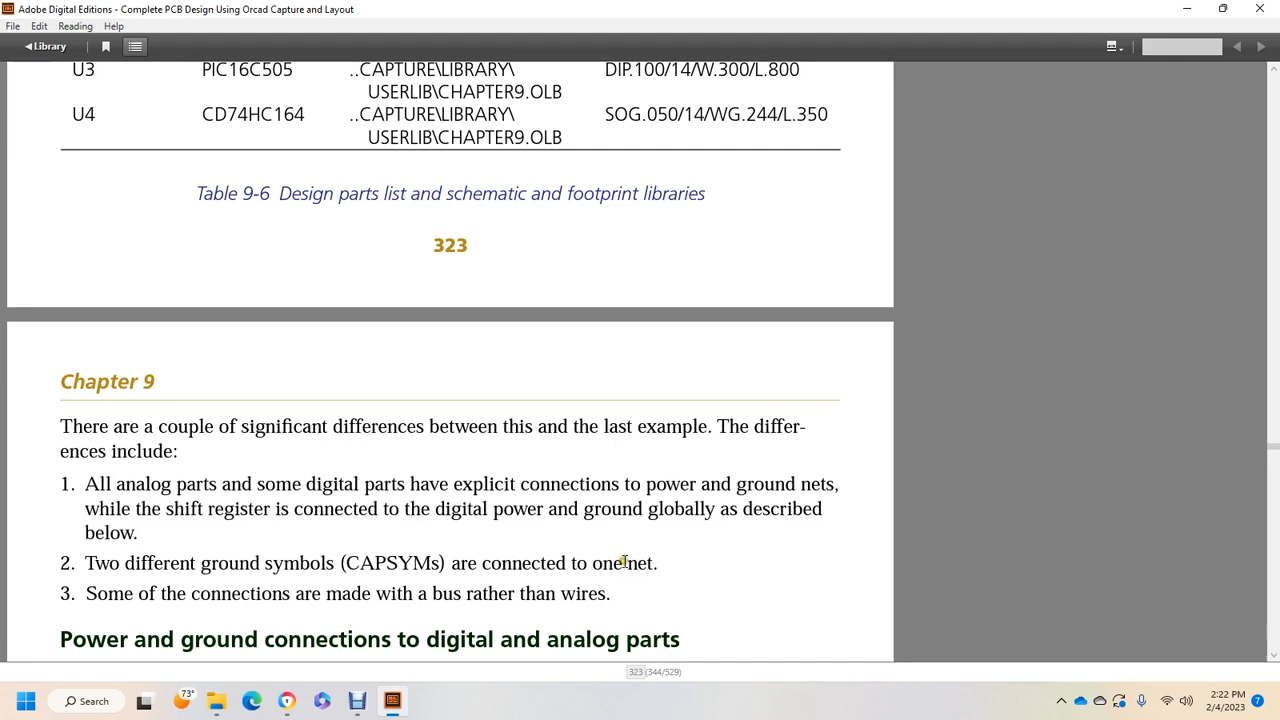 Adobe Digital Editions - Complete PCB Design Using Orcad Capture and Layout
File Edit Reading Help
Library
U3 PIC16C505 ..CAPTURE\LIBRARY\ DIP.100/14/W.300/L.800
USERLIB\CHAPTER9.OLB
U4 CD74HC164 ..CAPTURE\LIBRARY\ SOG.050/14/WG.244/L.350
USERLIB\CHAPTER9.OLB
Table 9-6 Design parts list and schematic and footprint libraries
323
Chapter 9
There are a couple of significant differences between this and the last example. The differ-
ences include:
1. All analog parts and some digital parts have explicit connections to power and ground nets,
while the shift register is connected to the digital power and ground globally as described
below.
2. Two different ground symbols (CAPSYMs) are connected to one net.
3. Some of the connections are made with a bus rather than wires.
Power and ground connections to digital and analog parts
323 (344/529)
Search
73°
2:22 PM
2/4/2023
7